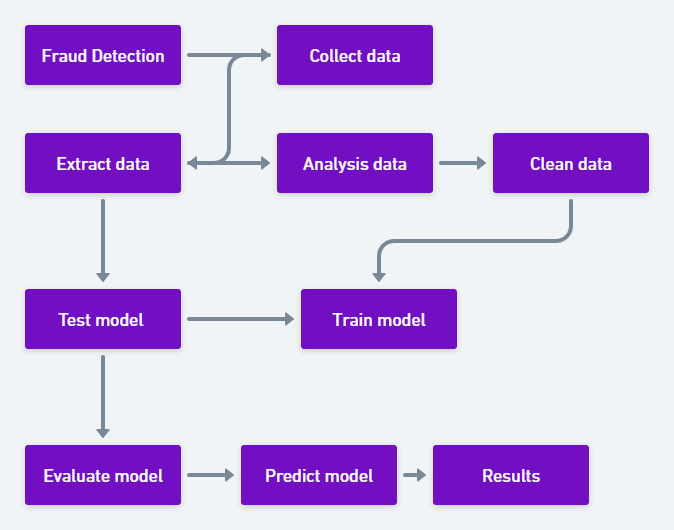 Fraud Detection
Collect data
Extract data
Analysis data
Clean data
Test model
Train model
Evaluate model
Predict model
Results